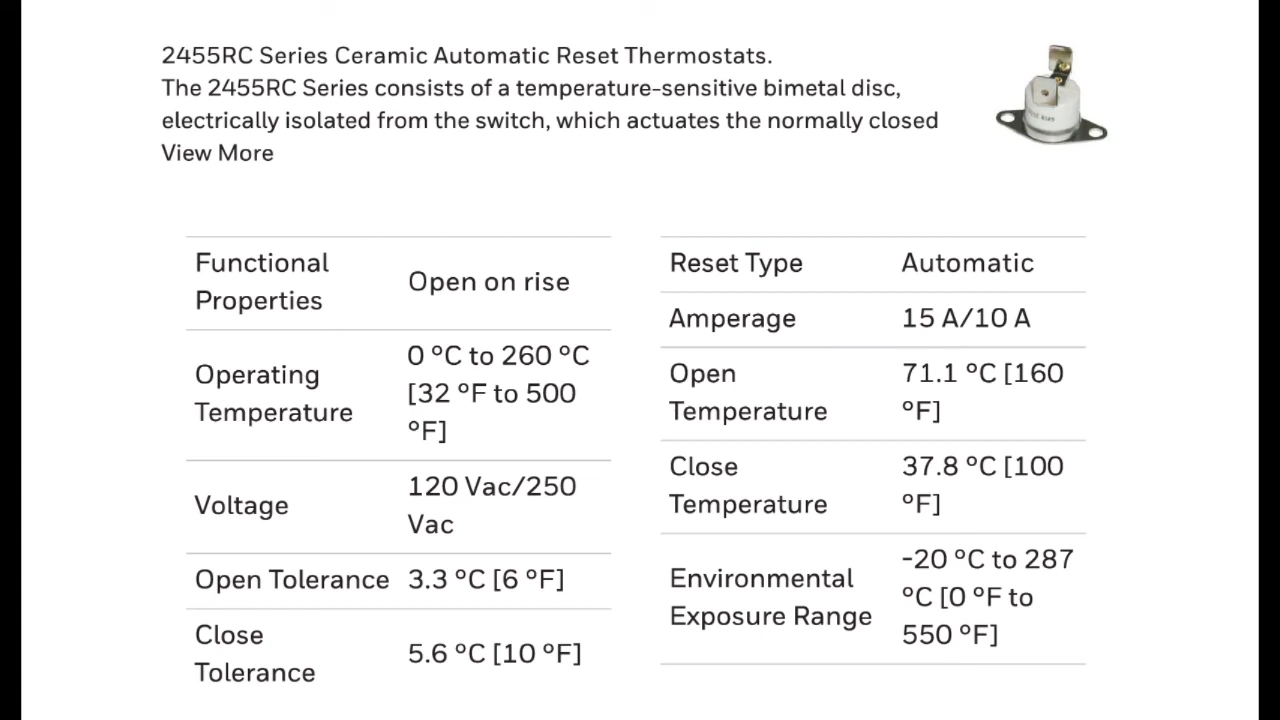 2455RC Series Ceramic Automatic Reset Thermostats.
The 2455RC Series consists of a temperature-sensitive bimetal disc,
electrically isolated from the switch, which actuates the normally closed
View More
Functional
Properties
Open on rise
Operating
Temperature
0 °C to 260 °C
[32 °F to 500
°F]
Voltage
120 Vac/250
Vac
Open Tolerance
3.3 °C [6 °F]
Close
Tolerance
5.6 °C [10 °F]
Reset Type
Automatic
Amperage
15 A/10 A
Open
Temperature
71.1 °C [160
°F]
Close
Temperature
37.8 °C [100
°F]
Environmental
Exposure Range
-20 °C to 287
°C [0 °F to
550 °F]